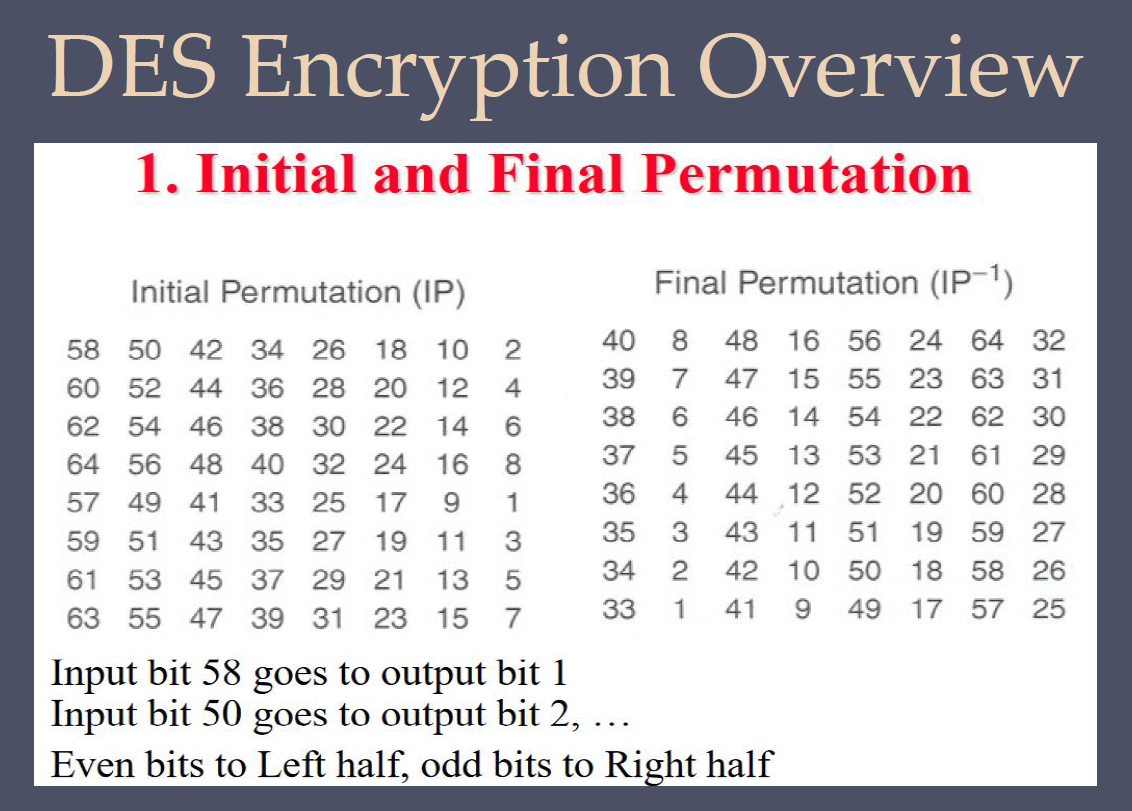 DES Encryption Overview
1. Initial and Final Permutation
Initial Permutation (IP)
58 50 42 34 26 18 10 2
60 52 44 36 28 20 12 4
62 54 46 38 30 22 14 6
64 56 48 40 32 24 16 8
57 49 41 33 25 17 9 1
59 51 43 35 27 19 11 3
61 53 45 37 29 21 13 5
63 55 47 39 31 23 15 7
Final Permutation (IP⁻¹)
40 8 48 16 56 24 64 32
39 7 47 15 55 23 63 31
38 6 46 14 54 22 62 30
37 5 45 13 53 21 61 29
36 4 44 12 52 20 60 28
35 3 43 11 51 19 59 27
34 2 42 10 50 18 58 26
33 1 41 9 49 17 57 25
Input bit 58 goes to output bit 1
Input bit 50 goes to output bit 2, …
Even bits to Left half, odd bits to Right half